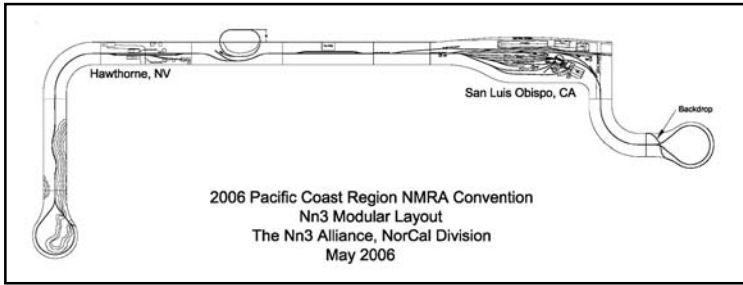 Hawthorne, NV
San Luis Obispo, CA
Backdrop
2006 Pacific Coast Region NMRA Convention
Nn3 Modular Layout
The Nn3 Alliance, NorCal Division
May 2006